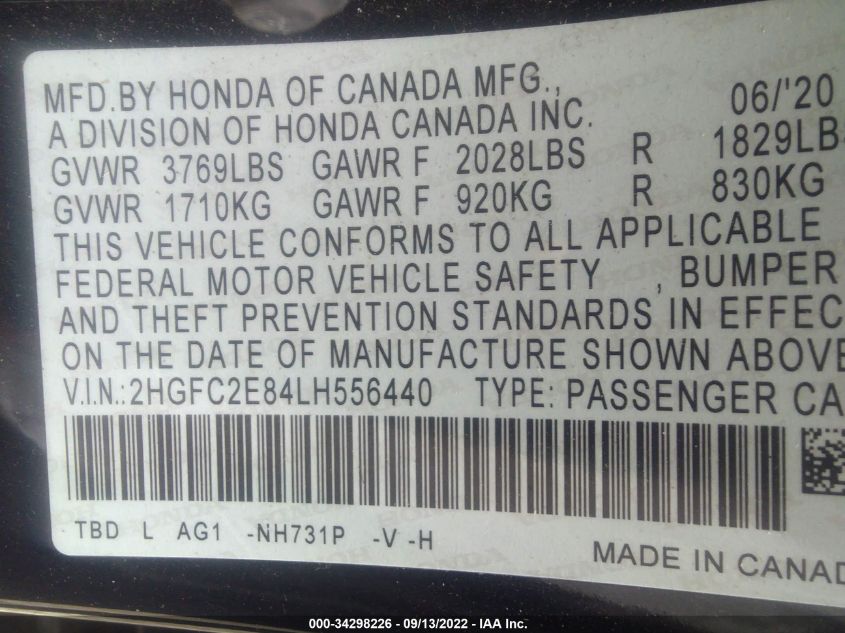 MFD.BY HONDA OF CANADA MFG., 06/'20
A DIVISION OF HONDA CANADA INC.
GVWR 3769LBS GAWR F 2028LBS R 1829LBS
GVWR 1710KG GAWR F 920KG R 830KG
THIS VEHICLE CONFORMS TO ALL APPLICABLE
FEDERAL MOTOR VEHICLE SAFETY , BUMPER
AND THEFT PREVENTION STANDARDS IN EFFEC
ON THE DATE OF MANUFACTURE SHOWN ABOVE
V.I.N.:2HGFC2E84LH556440 TYPE: PASSENGER CA
TBD L AG1 -NH731P -V -H
MADE IN CANAD
000-34298226 - 09/13/2022 - IAA Inc.